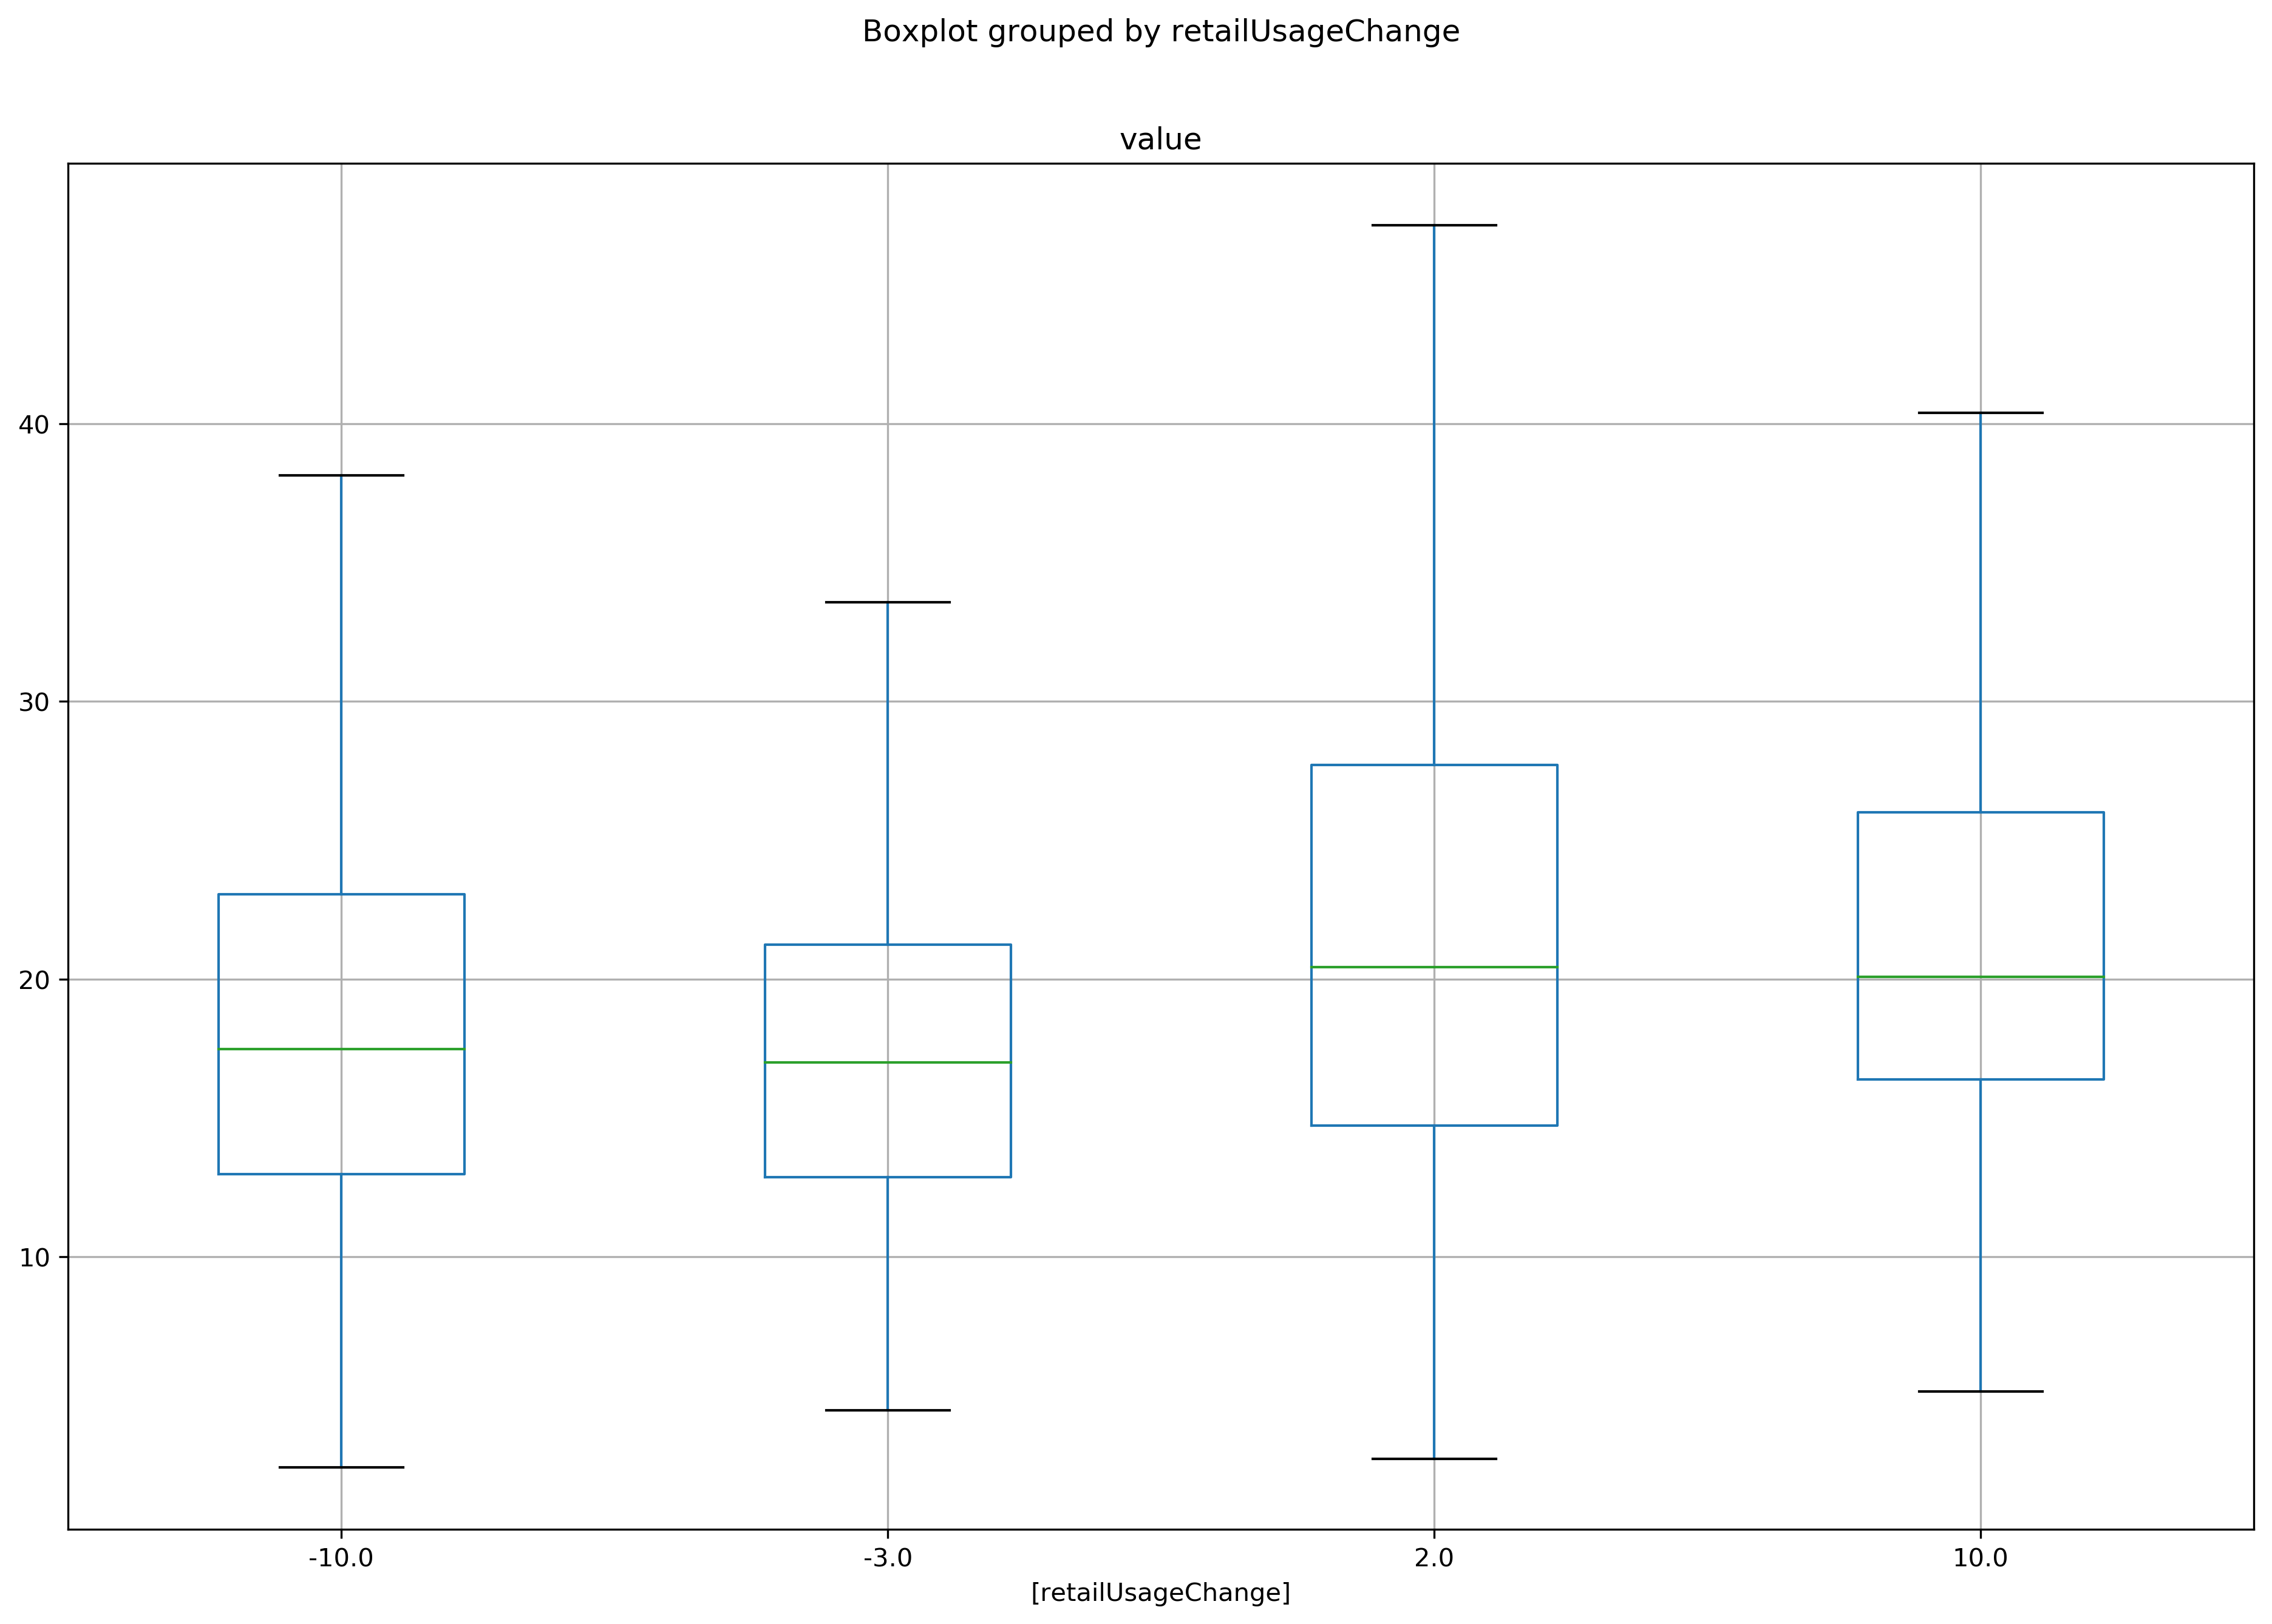 Boxplot grouped by retailUsageChange
value
40
30
20
10
-10.0 -3.0 2.0 10.0
[retailUsageChange]